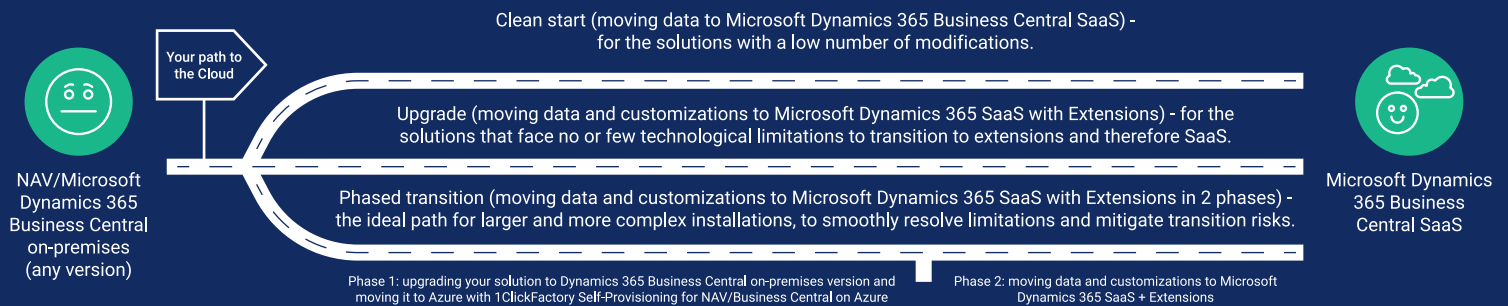 Your path to
the Cloud
NAV/Microsoft
Dynamics 365
Business Central
on-premises
(any version)
Clean start (moving data to Microsoft Dynamics 365 Business Central SaaS) -
for the solutions with a low number of modifications.
Upgrade (moving data and customizations to Microsoft Dynamics 365 SaaS with Extensions) - for the
solutions that face no or few technological limitations to transition to extensions and therefore SaaS.
Phased transition (moving data and customizations to Microsoft Dynamics 365 SaaS with Extensions in 2 phases) -
the ideal path for larger and more complex installations, to smoothly resolve limitations and mitigate transition risks.
Phase 1: upgrading your solution to Dynamics 365 Business Central on-premises version and
moving it to Azure with 1ClickFactory Self-Provisioning for NAV/Business Central on Azure
Phase 2: moving data and customizations to Microsoft
Dynamics 365 SaaS + Extensions
Microsoft Dynamics
365 Business
Central SaaS